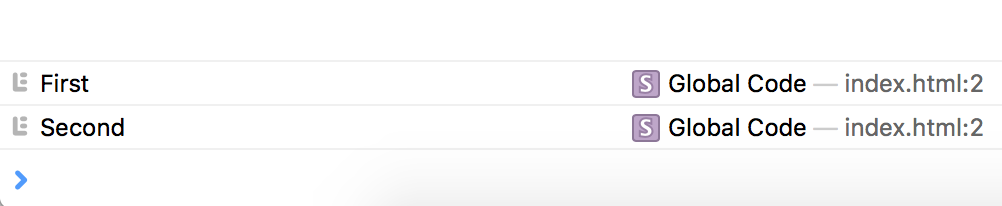 First S Global Code — index.html:2
Second S Global Code — index.html:2